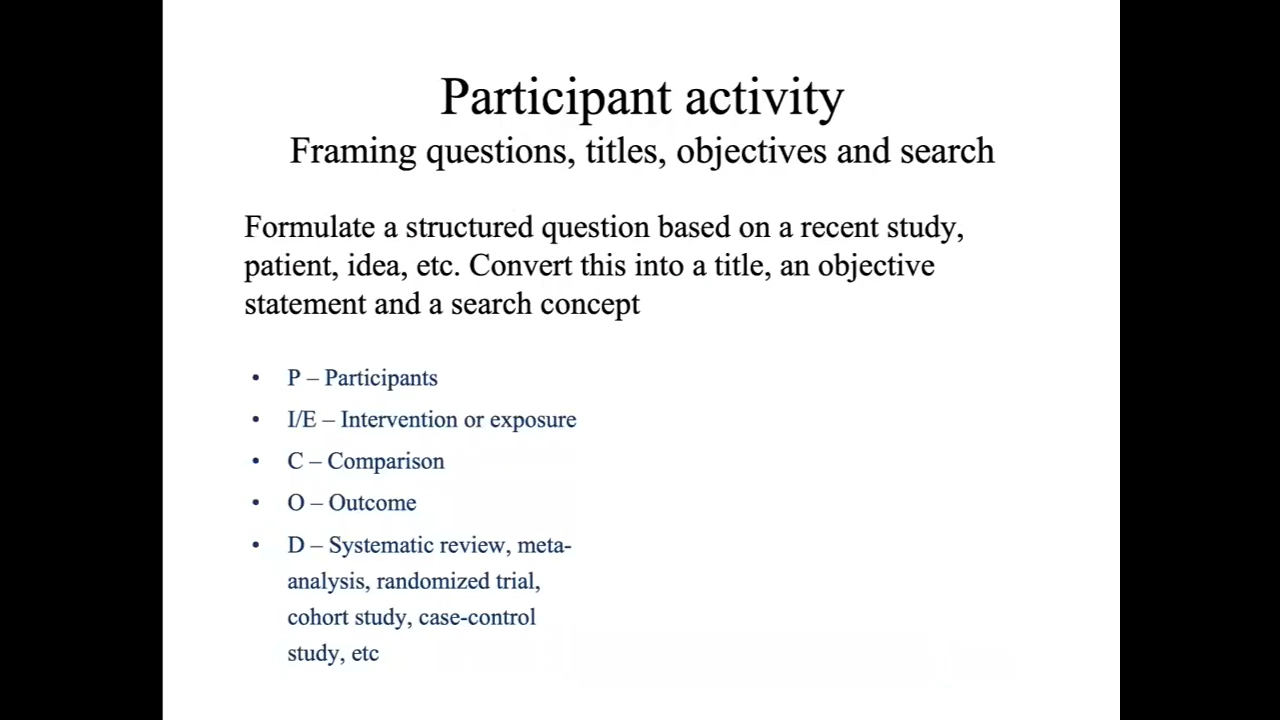 Participant activity
Framing questions, titles, objectives and search
Formulate a structured question based on a recent study,
patient, idea, etc. Convert this into a title, an objective
statement and a search concept
• P – Participants
• I/E – Intervention or exposure
• C – Comparison
• O – Outcome
• D – Systematic review, meta-
analysis, randomized trial,
cohort study, case-control
study, etc